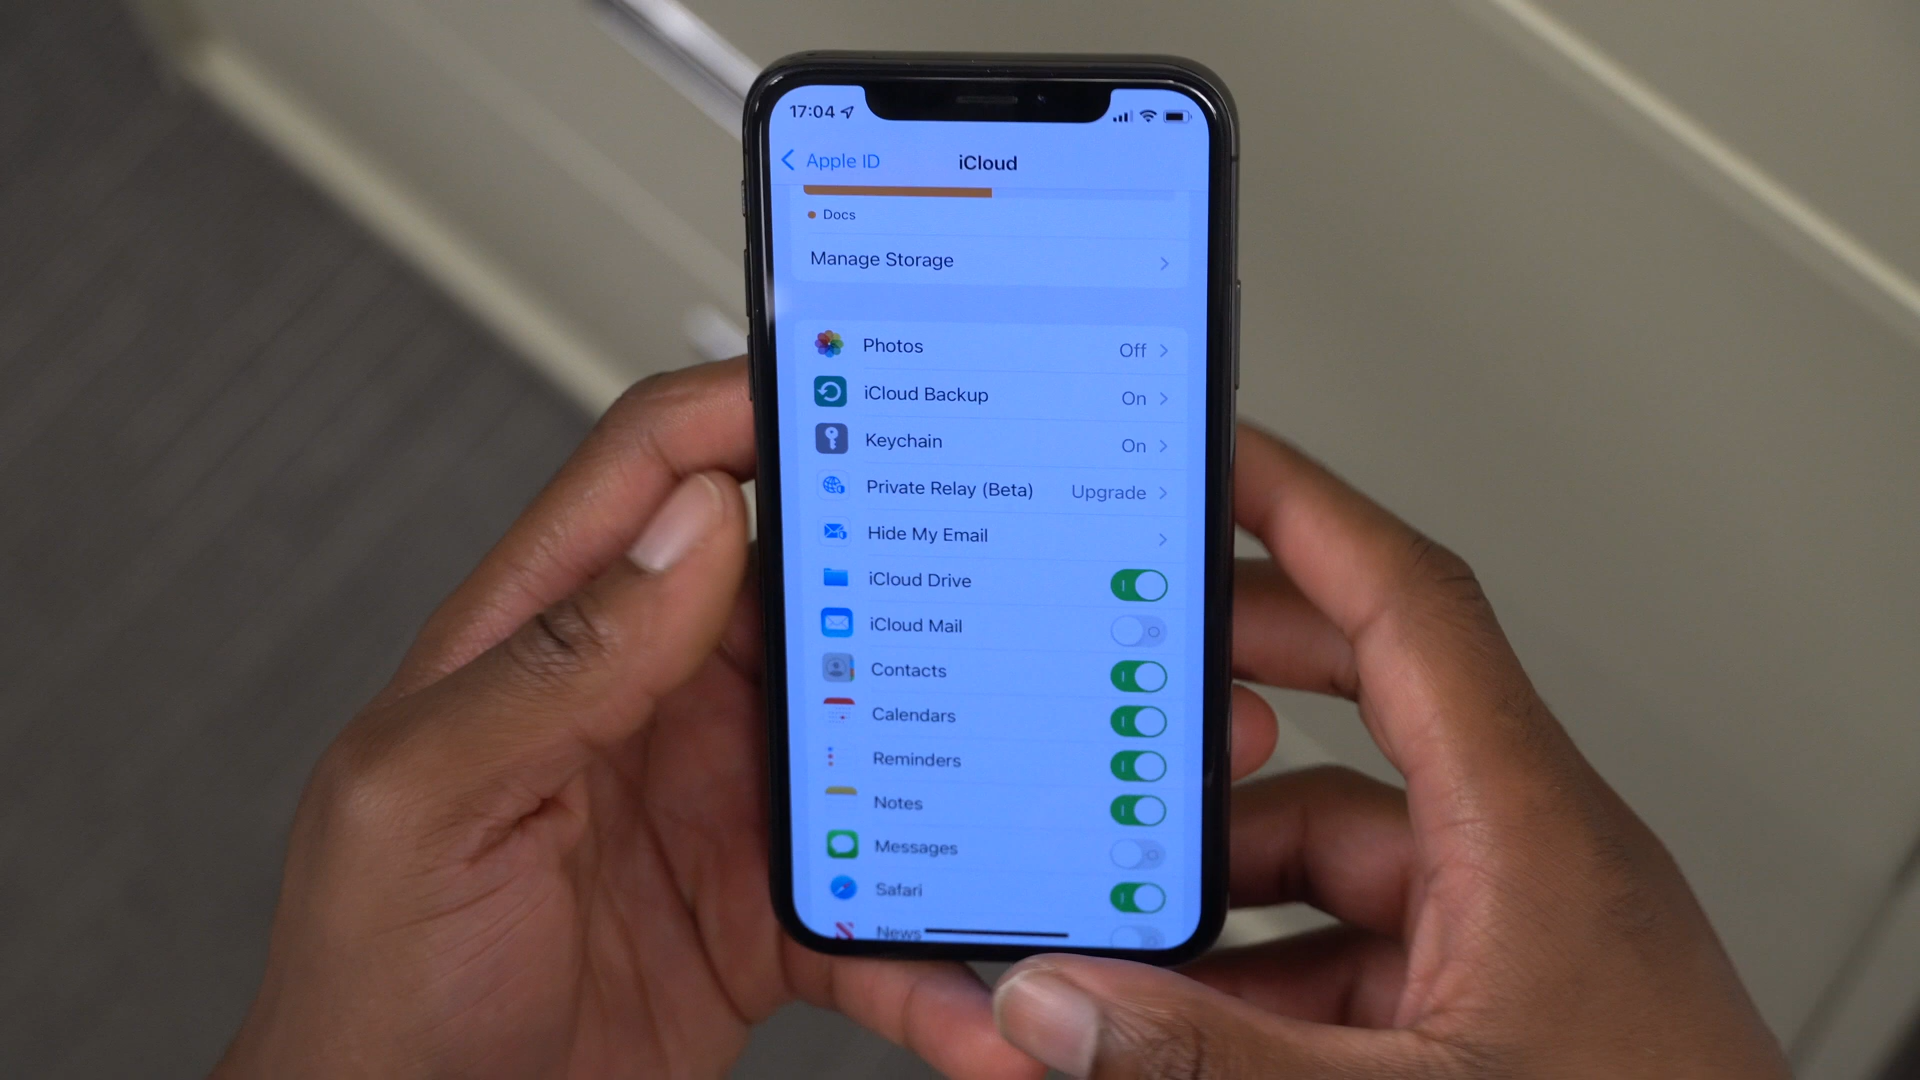 17:04
Apple ID
iCloud
Docs
Manage Storage
Photos Off
iCloud Backup On
Keychain On
Private Relay (Beta) Upgrade
Hide My Email
iCloud Drive
iCloud Mail
Contacts
Calendars
Reminders
Notes
Messages
Safari
News